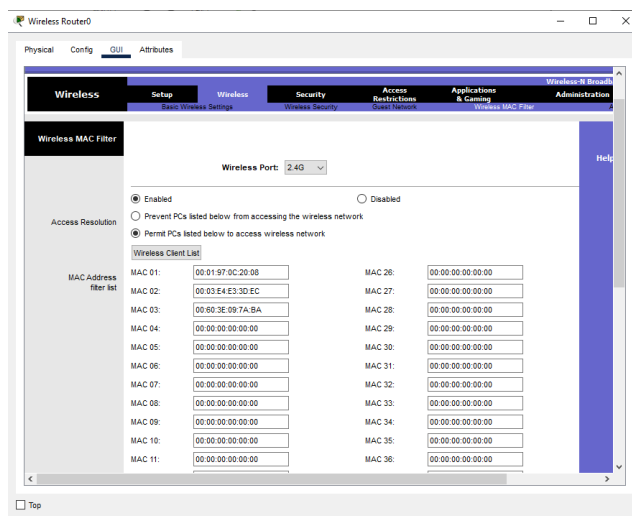 Wireless Router0
Physical Config GUI Attributes
Wireless-N Broadb
Wireless Setup Wireless Security Access Restrictions Applications & Gaming Administration
Basic Wireless Settings Wireless Security Guest Network Wireless MAC Filter A
Wireless MAC Filter
Help
Wireless Port: 2.4G
Enabled Disabled
Access Resolution
Prevent PCs listed below from accessing the wireless network
Permit PCs listed below to access wireless network
Wireless Client List
MAC Address filter list
MAC 01: 00:01:97:0C:20:08 MAC 26: 00:00:00:00:00:00
MAC 02: 00:03:E4:E3:3D:EC MAC 27: 00:00:00:00:00:00
MAC 03: 00:60:3E:09:7A:BA MAC 28: 00:00:00:00:00:00
MAC 04: 00:00:00:00:00:00 MAC 29: 00:00:00:00:00:00
MAC 05: 00:00:00:00:00:00 MAC 30: 00:00:00:00:00:00
MAC 06: 00:00:00:00:00:00 MAC 31: 00:00:00:00:00:00
MAC 07: 00:00:00:00:00:00 MAC 32: 00:00:00:00:00:00
MAC 08: 00:00:00:00:00:00 MAC 33: 00:00:00:00:00:00
MAC 09: 00:00:00:00:00:00 MAC 34: 00:00:00:00:00:00
MAC 10: 00:00:00:00:00:00 MAC 35: 00:00:00:00:00:00
MAC 11: 00:00:00:00:00:00 MAC 36: 00:00:00:00:00:00
Top